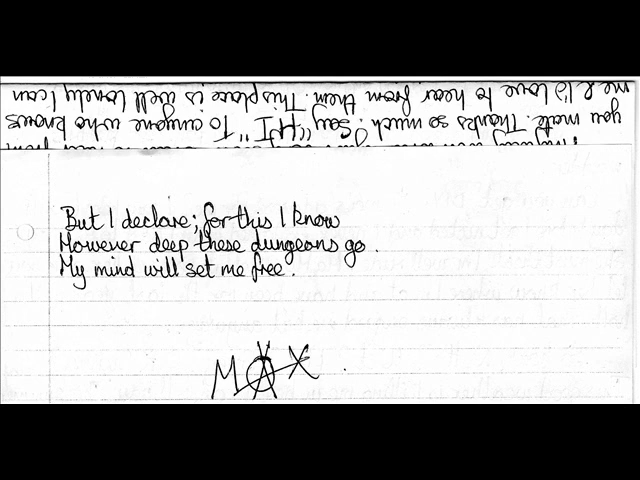 you mate. Thanks so much. Say "HI" To anyone who knows
me & I'd love to hear from them. This place is well lonely I can
But I declare; for this I know
However deep these dungeons go.
My mind will set me free.
MAX